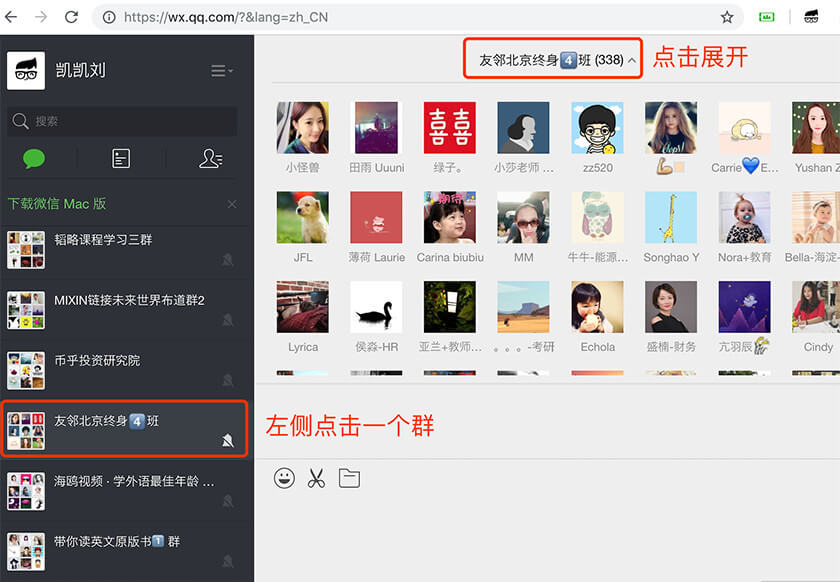 https://wx.qq.com/?&lang=zh_CN
凯凯刘
搜索
下载微信 Mac 版
韬略课程学习三群
MIXIN链接未来世界布道群2
币乎投资研究院
友邻北京终身4️⃣班
海鸥视频 · 学外语最佳年龄 ...
带你读英文原版书1️⃣ 群
友邻北京终身4️⃣班 (338)
点击展开
小怪兽 田雨 Uuuni 绿子。 小莎老师 ... zz520 💪🏻 Carrie💙E... Yushan Z
JFL 薄荷 Laurie Carina biubiu MM 牛牛-能源... Songhao Y Nora+教育 Bella-海淀-
Lyrica 侯淼-HR 亚兰+教师... 。。。-考研 Echola 盛楠-财务 亢羽辰 Cindy
左侧点击一个群